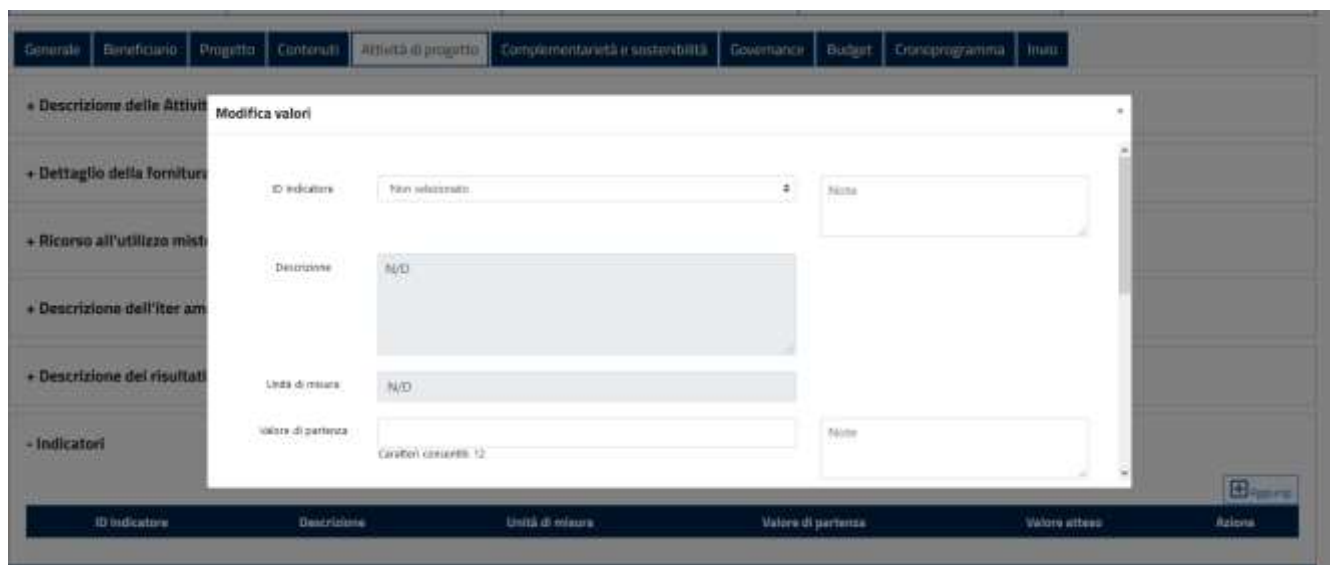 Generale Beneficiario Progetto Contenuti Attività di progetto Complementarietà e sostenibilità Governance Budget Cronoprogramma Invio
+ Descrizione delle Attivit
Modifica valori
+ Dettaglio della fornitura
ID indicatore Non selezionato Note
+ Ricorso all'utilizzo misto
Descrizione N/D
+ Descrizione dell'iter am
+ Descrizione dei risultati
Unità di misura N/D
Valore di partenza Note
- Indicatori
Caratteri consentiti: 12
Aggiungi
ID Indicatore Descrizione Unità di misura Valore di partenza Valore atteso Azione